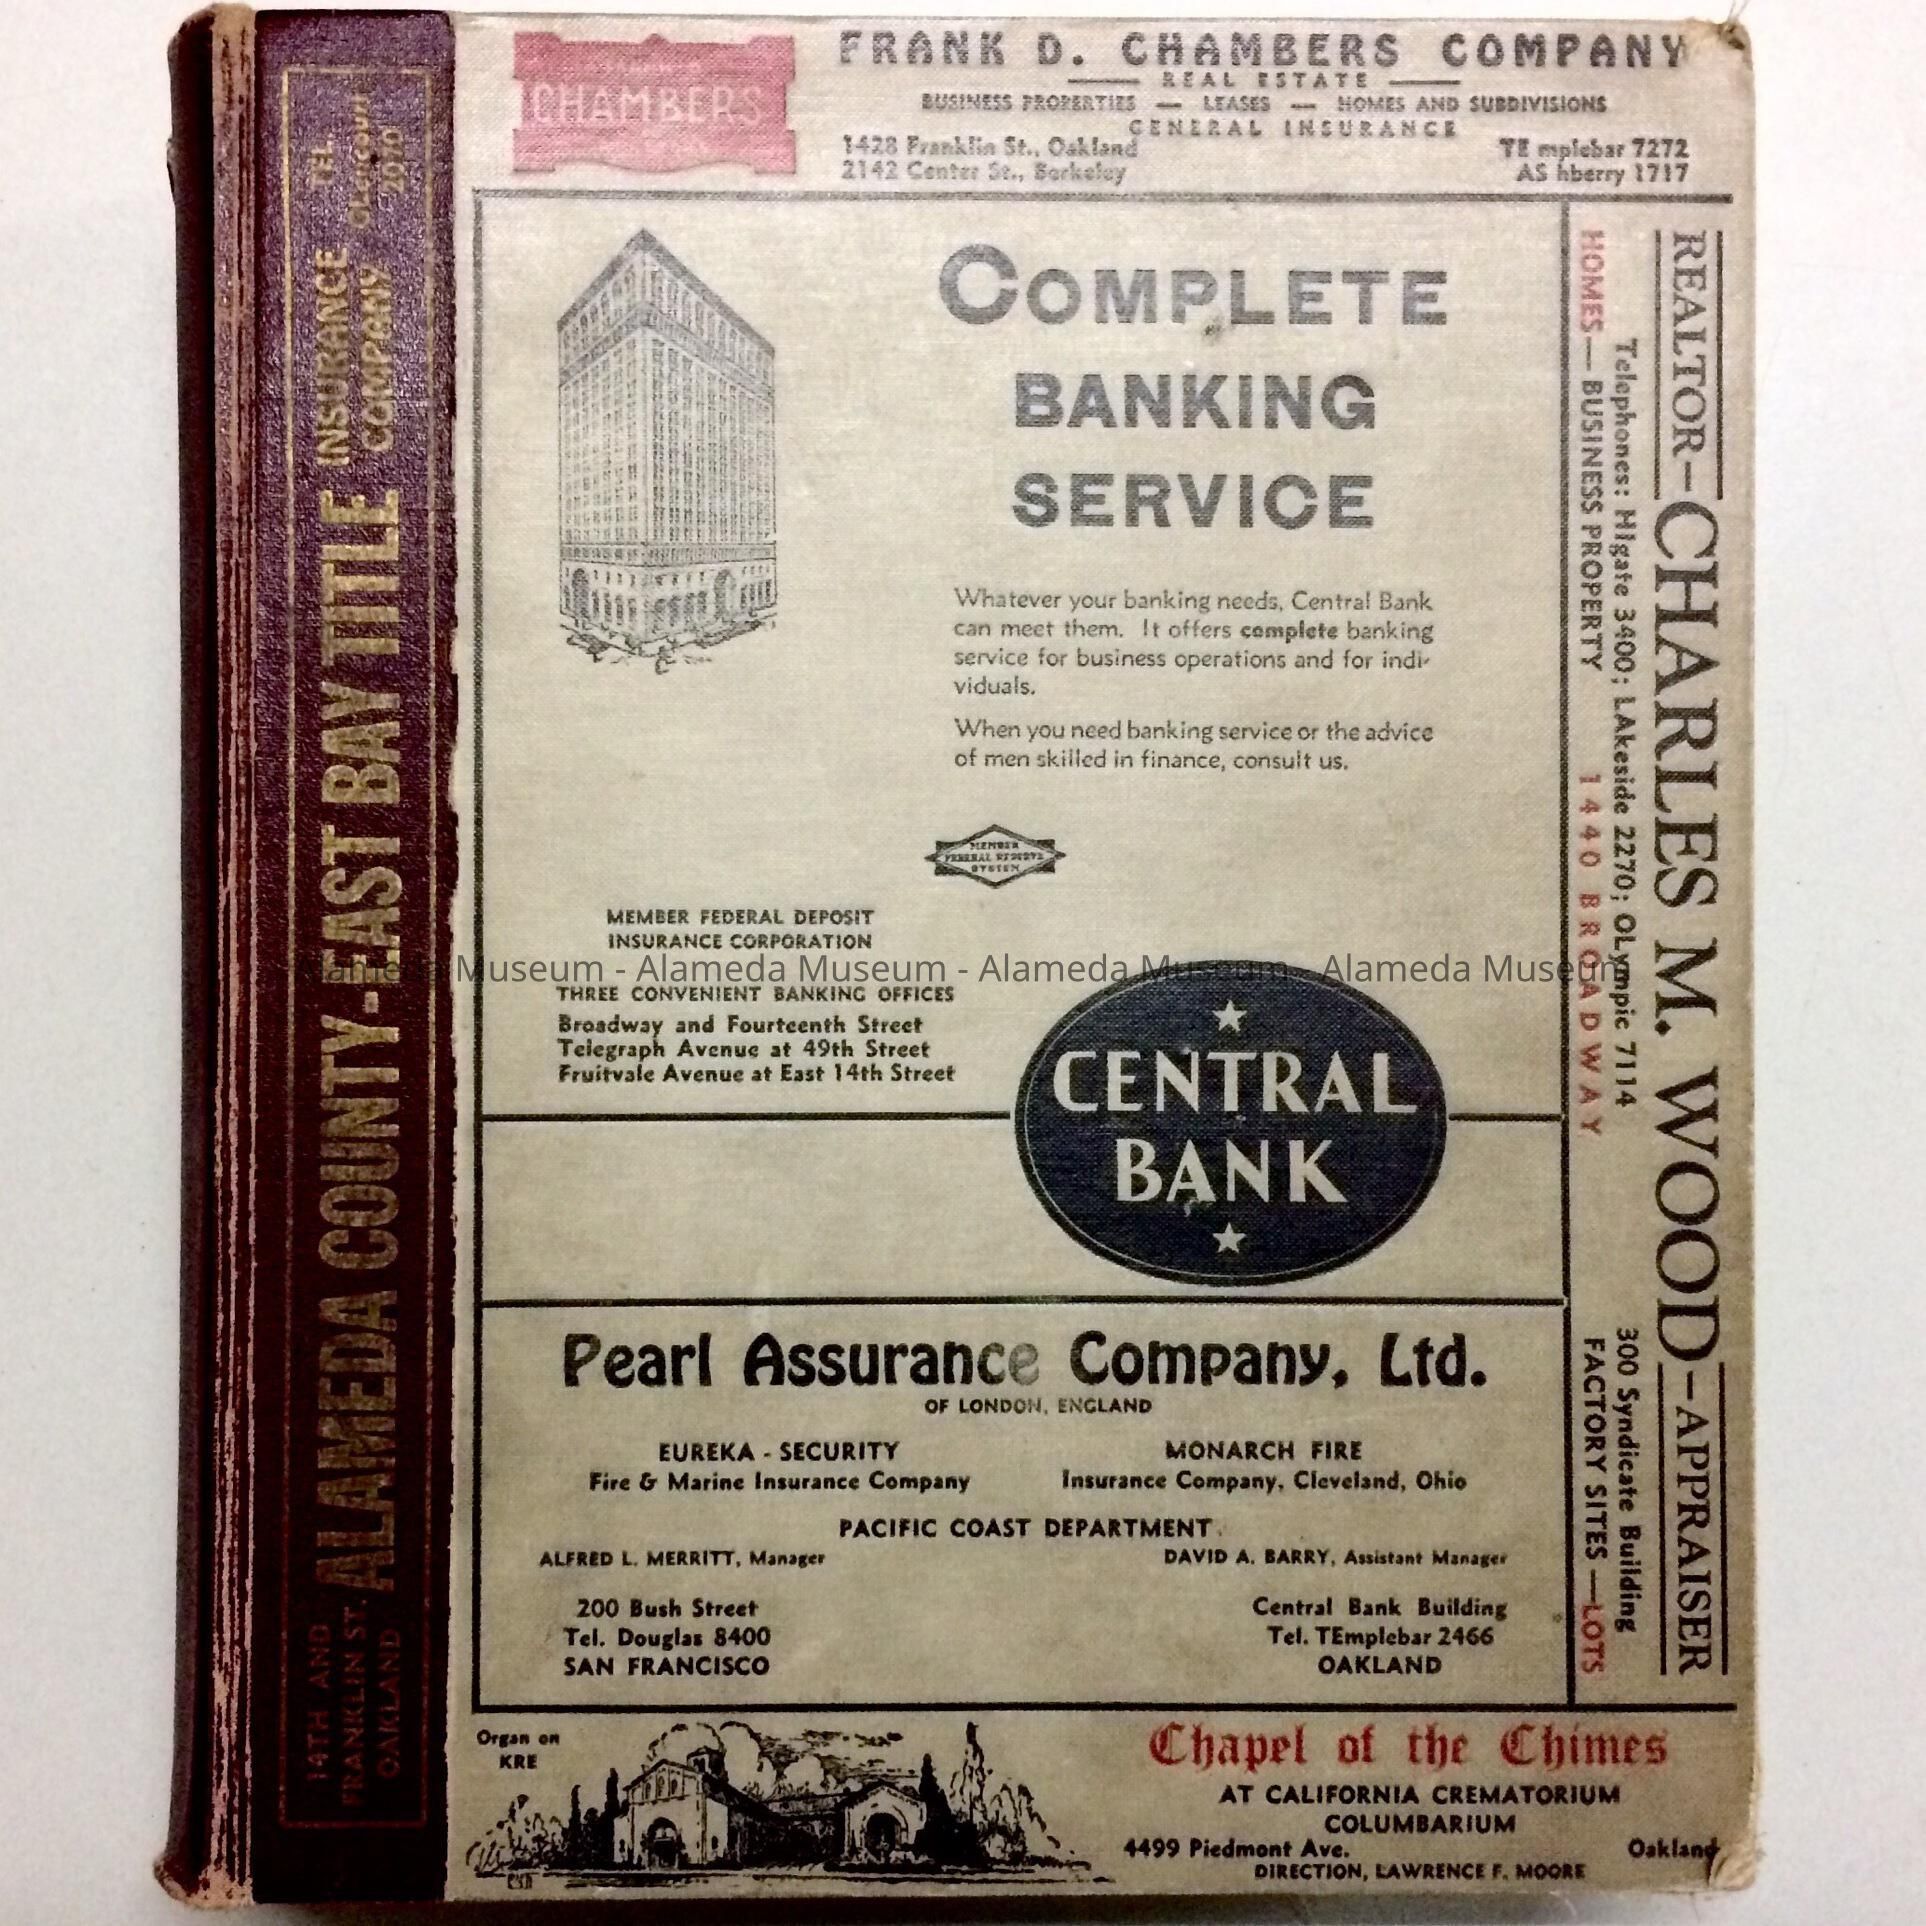 CHAMBERS
FRANK D. CHAMBERS COMPANY
REAL ESTATE
BUSINESS PROPERTIES — LEASES — HOMES AND SUBDIVISIONS
GENERAL INSURANCE
1428 Franklin St., Oakland
TE mplebar 7272
2142 Center St., Berkeley
AS hberry 1717
14TH AND
FRANKLIN ST.
OAKLAND
ALAMEDA COUNTY-EAST BAY TITLE
INSURANCE
COMPANY
TEL.
GLENCOURT
COMPLETE
BANKING
SERVICE
Whatever your banking needs, Central Bank
can meet them. It offers complete banking
service for business operations and for indi-
viduals.
When you need banking service or the advice
of men skilled in finance, consult us.
MEMBER
FEDERAL RESERVE
SYSTEM
MEMBER FEDERAL DEPOSIT
INSURANCE CORPORATION
Alameda Museum - Alameda Museum - Alameda Museum - Alameda Museum
THREE CONVENIENT BANKING OFFICES
Broadway and Fourteenth Street
Telegraph Avenue at 49th Street
Fruitvale Avenue at East 14th Street
CENTRAL
BANK
REALTOR-CHARLES M. WOOD-APPRAISER
Telephones: HIgate 3400; LAkeside 2270; OLympic 7114 300 Syndicate Building
HOMES—BUSINESS PROPERTY 1440 BROADWAY FACTORY SITES—LOTS
Pearl Assurance Company, Ltd.
OF LONDON, ENGLAND
EUREKA - SECURITY
Fire & Marine Insurance Company
MONARCH FIRE
Insurance Company, Cleveland, Ohio
PACIFIC COAST DEPARTMENT
ALFRED L. MERRITT, Manager
DAVID A. BARRY, Assistant Manager
200 Bush Street
Tel. Douglas 8400
SAN FRANCISCO
Central Bank Building
Tel. TEmplebar 2466
OAKLAND
Organ on
KRE
Chapel of the Chimes
AT CALIFORNIA CREMATORIUM
COLUMBARIUM
4499 Piedmont Ave. Oakland
DIRECTION, LAWRENCE F. MOORE